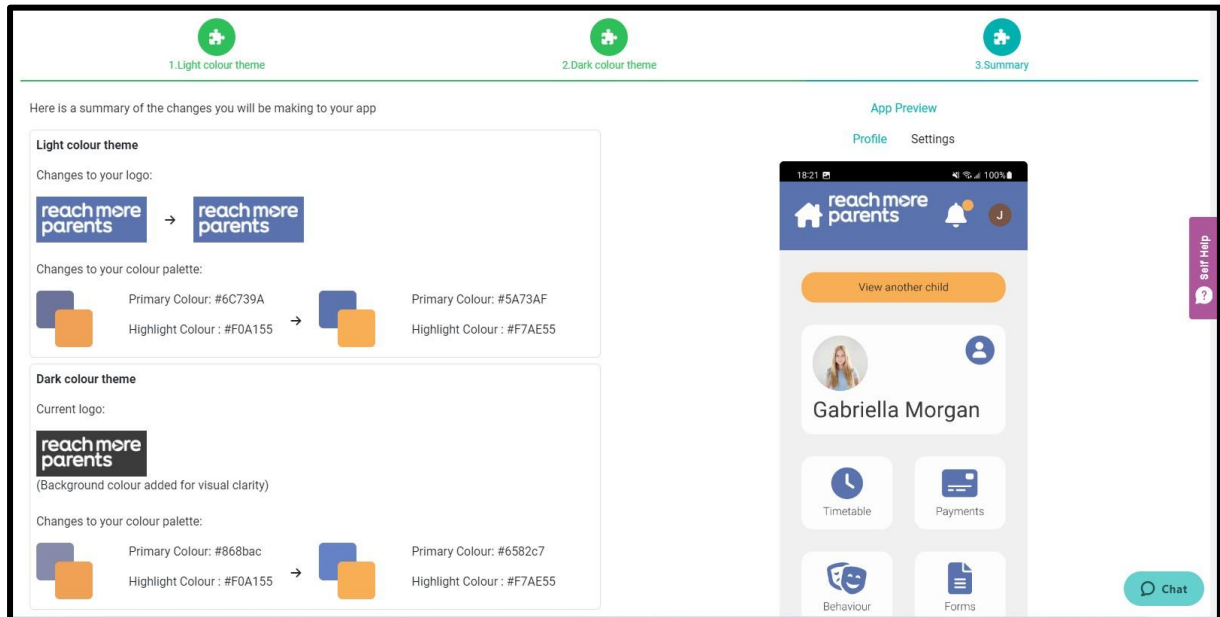 1.Light colour theme
2.Dark colour theme
3.Summary
Here is a summary of the changes you will be making to your app
Light colour theme
Changes to your logo:
reach more
parents
→
reach more
parents
Changes to your colour palette:
Primary Colour: #6C739A
Highlight Colour : #F0A155
→
Primary Colour: #5A73AF
Highlight Colour : #F7AE55
Dark colour theme
Current logo:
reach more
parents
(Background colour added for visual clarity)
Changes to your colour palette:
Primary Colour: #868bac
Highlight Colour : #F0A155
→
Primary Colour: #6582c7
Highlight Colour : #F7AE55
App Preview
Profile Settings
18:21 100%
reach more
parents
J
View another child
Gabriella Morgan
Timetable Payments
Behaviour Forms
Self Help
?
Chat